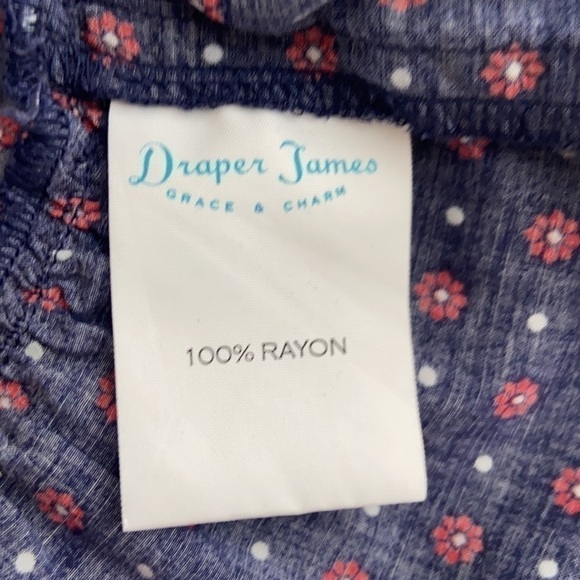 Draper James
GRACE & CHARM
100% RAYON